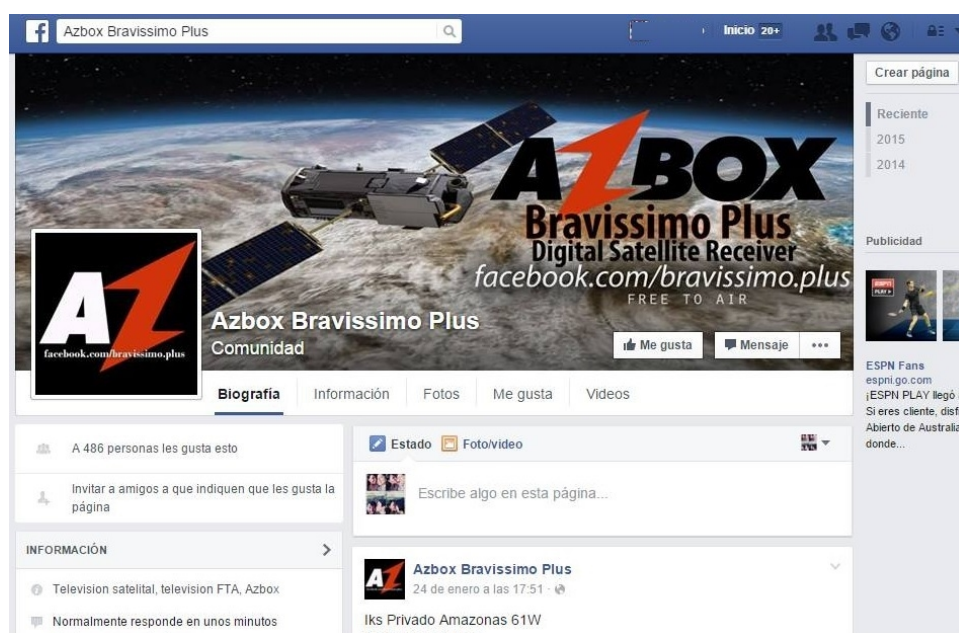 Azbox Bravissimo Plus
Inicio 20+
Crear página
Reciente
2015
2014
AZBOX
Bravissimo Plus
Digital Satellite Receiver
facebook.com/bravissimo.plus
FREE TO AIR
AZ
facebook.com/bravissimo.plus
Azbox Bravissimo Plus
Comunidad
Me gusta
Mensaje
Publicidad
ESPN
PLAY
ESPN Fans
espni.go.com
¡ESPN PLAY llegó
Si eres cliente, disf
Abierto de Australia
donde...
Biografía Información Fotos Me gusta Videos
A 486 personas les gusta esto
Invitar a amigos a que indiquen que les gusta la
página
INFORMACIÓN
Television satelital, television FTA, Azbox
Normalmente responde en unos minutos
Estado Foto/video
Escribe algo en esta página...
AZ
Azbox Bravissimo Plus
24 de enero a las 17:51 ·
Iks Privado Amazonas 61W